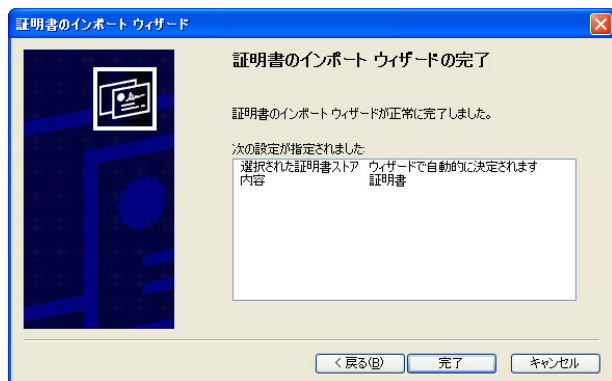 証明書のインポート ウィザード
証明書のインポート ウィザードの完了
証明書のインポート ウィザードが正常に完了しました。
次の設定が指定されました:
選択された証明書ストア ウィザードで自動的に決定されます
内容 証明書
< 戻る(B) 完了 キャンセル